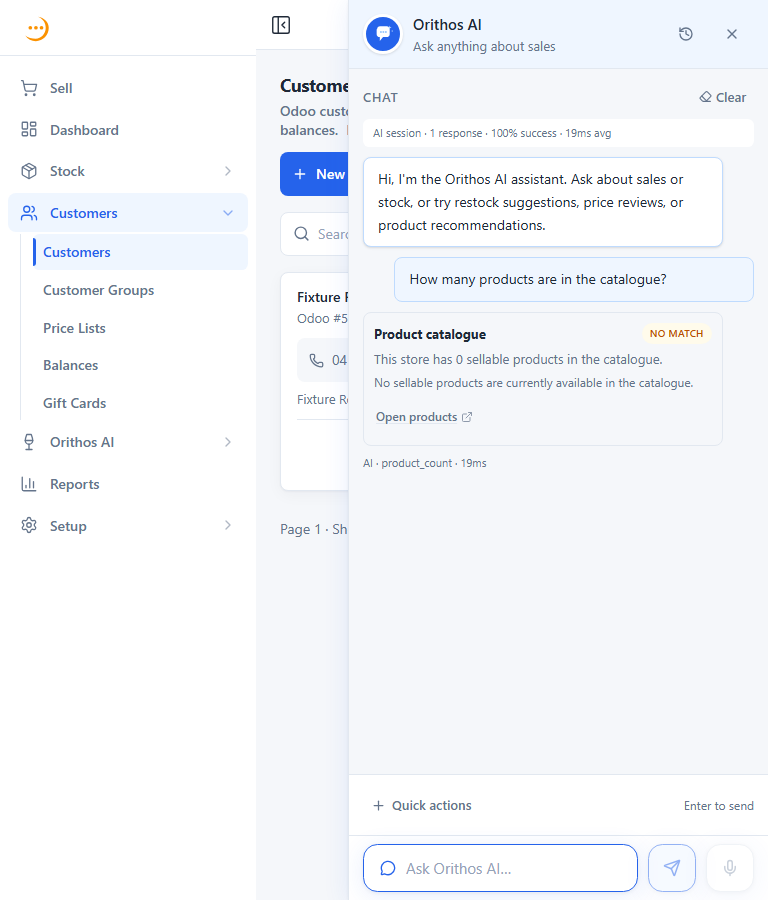 Sell
Dashboard
Stock
Customers
Customers
Customer Groups
Price Lists
Balances
Gift Cards
Orithos AI
Reports
Setup
Odoo
balances.
New
Odoo #5
04
Fixture
Page 1 · Sh
Orithos AI
Ask anything about sales
CHAT
Clear
AI session · 1 response · 100% success · 19ms avg
Hi, I'm the Orithos AI assistant. Ask about sales or
stock, or try restock suggestions, price reviews, or
product recommendations.
How many products are in the catalogue?
Product catalogue
NO MATCH
This store has 0 sellable products in the catalogue.
No sellable products are currently available in the catalogue.
Open products
AI · product_count · 19ms
+ Quick actions
Enter to send
Ask Orithos AI...